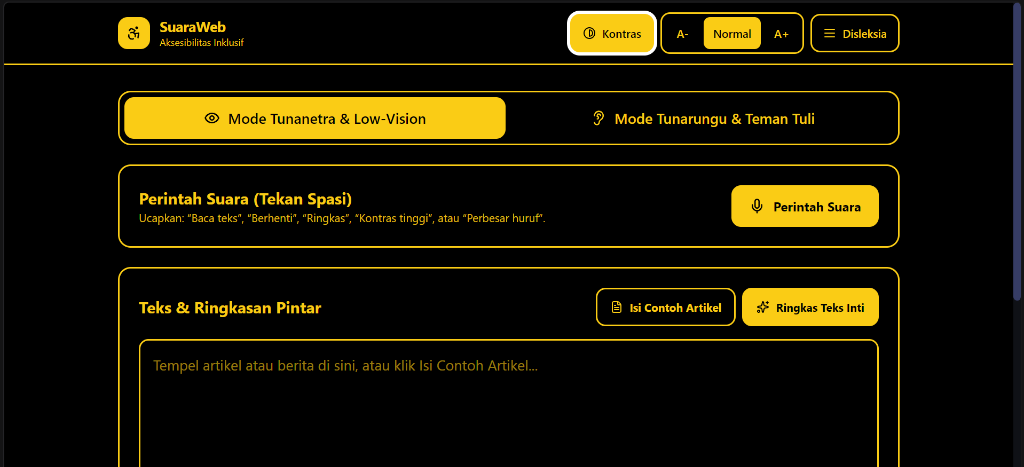 SuaraWeb
Aksesibilitas Inklusif
Kontras
A-
Normal
A+
Disleksia
Mode Tunanetra & Low-Vision
Mode Tunarungu & Teman Tuli
Perintah Suara (Tekan Spasi)
Ucapkan: “Baca teks”, “Berhenti”, “Ringkas”, “Kontras tinggi”, atau “Perbesar huruf”.
Perintah Suara
Teks & Ringkasan Pintar
Isi Contoh Artikel
Ringkas Teks Inti
Tempel artikel atau berita di sini, atau klik Isi Contoh Artikel...